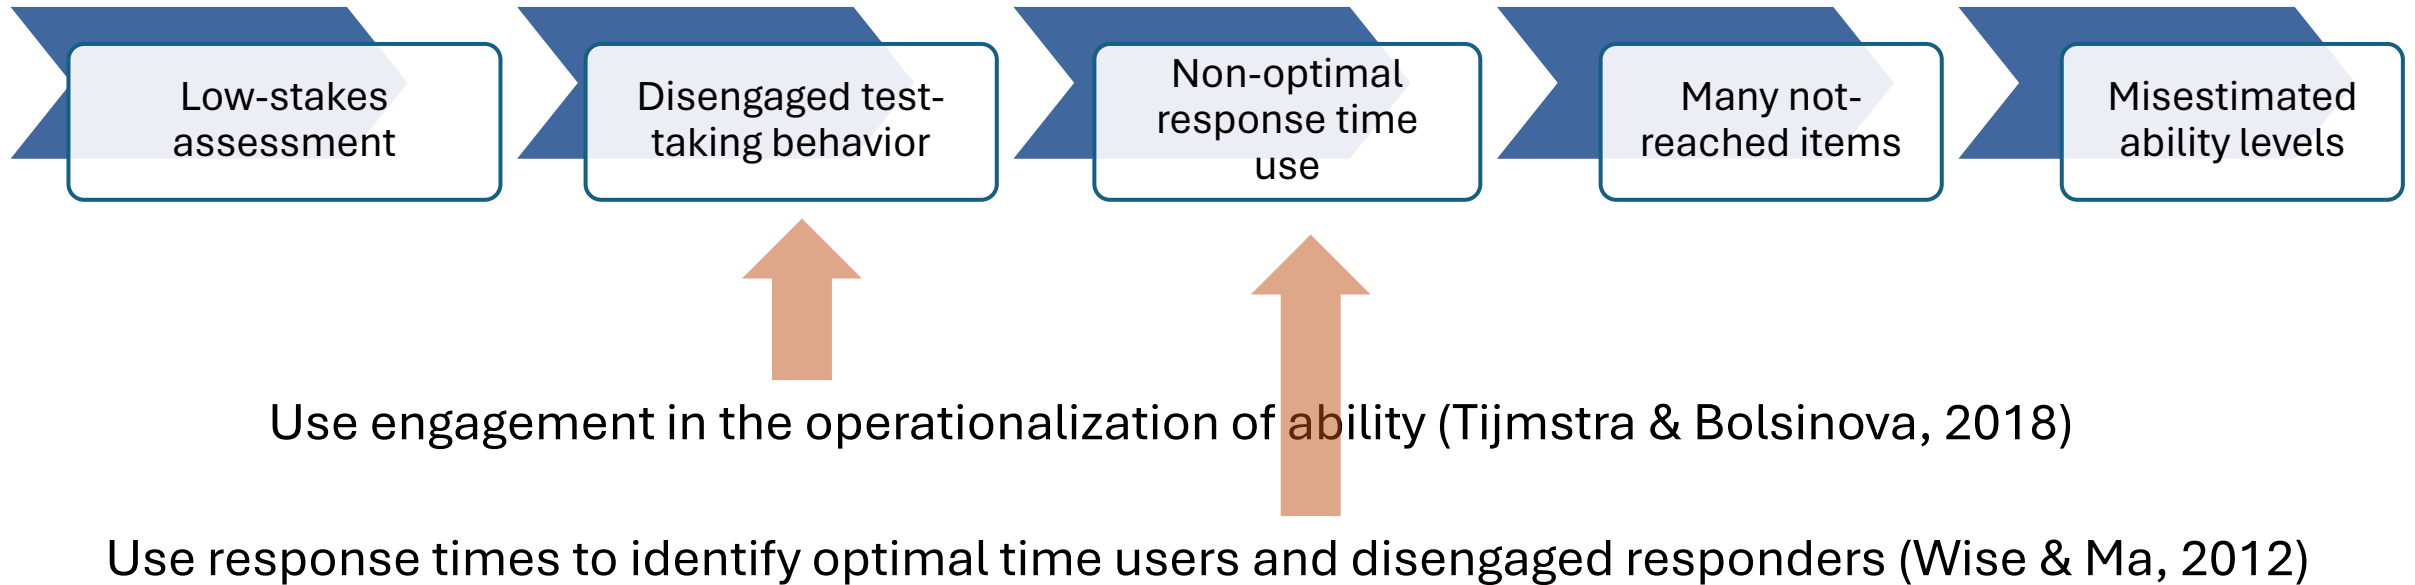 Low-stakes
assessment
Disengaged test-
taking behavior
Non-optimal
response time
use
Many not-
reached items
Misestimated
ability levels
Use engagement in the operationalization of ability (Tijmstra & Bolsinova, 2018)
Use response times to identify optimal time users and disengaged responders (Wise & Ma, 2012)